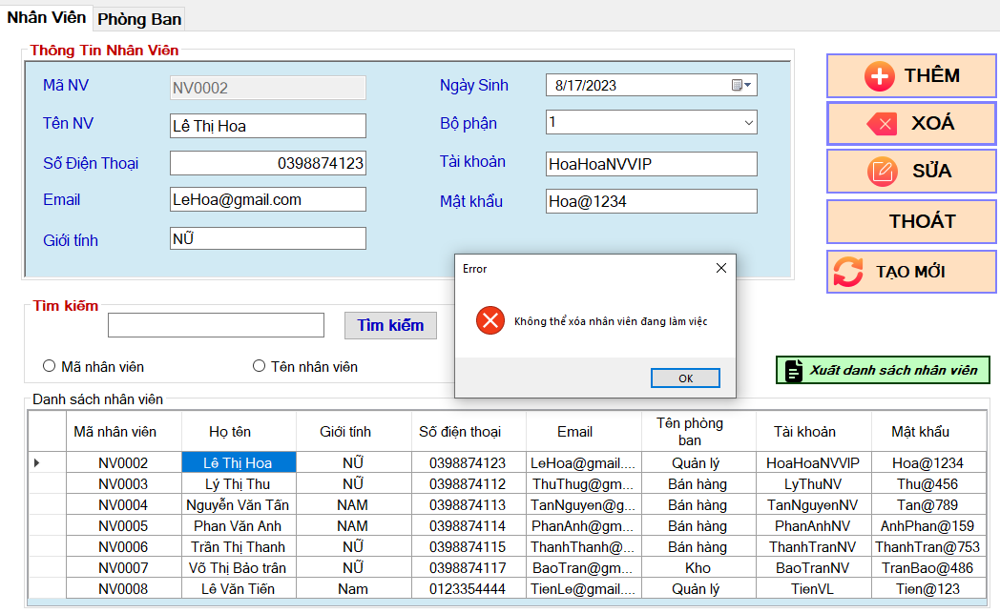 Nhân Viên Phòng Ban
Thông Tin Nhân Viên
Mã NV NV0002 Ngày Sinh 8/17/2023
Tên NV Lê Thị Hoa Bộ phận 1
Số Điện Thoại 0398874123 Tài khoản HoaHoaNVVIP
Email LeHoa@gmail.com Mật khẩu Hoa@1234
Giới tính NỮ
THÊM
XOÁ
SỬA
THOÁT
TẠO MỚI
Error
Không thể xóa nhân viên đang làm việc
OK
Tìm kiếm
Tìm kiếm
Mã nhân viên Tên nhân viên
Xuất danh sách nhân viên
Danh sách nhân viên
Mã nhân viên Họ tên Giới tính Số điện thoại Email Tên phòng ban Tài khoản Mật khẩu
NV0002 Lê Thị Hoa NỮ 0398874123 LeHoa@gmail.... Quản lý HoaHoaNVVIP Hoa@1234
NV0003 Lý Thị Thu NỮ 0398874112 ThuThug@gm... Bán hàng LyThuNV Thu@456
NV0004 Nguyễn Văn Tấn NAM 0398874113 TanNguyen@g... Bán hàng TanNguyenNV Tan@789
NV0005 Phan Văn Anh NAM 0398874114 PhanAnh@gm... Bán hàng PhanAnhNV AnhPhan@159
NV0006 Trần Thị Thanh NỮ 0398874115 ThanhThanh@... Bán hàng ThanhTranNV ThanhTran@753
NV0007 Võ Thị Bảo trân NỮ 0398874117 BaoTran@gm... Kho BaoTranNV TranBao@486
NV0008 Lê Văn Tiến Nam 0123354444 TienLe@gmail.... Quản lý TienVL Tien@123